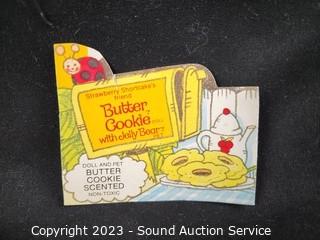 Strawberry Shortcake's
friend
Butter
Cookie
with Jelly Bear
DOLL AND PET
BUTTER
COOKIE
SCENTED
NON-TOXIC
Copyright 2023 - Sound Auction Service